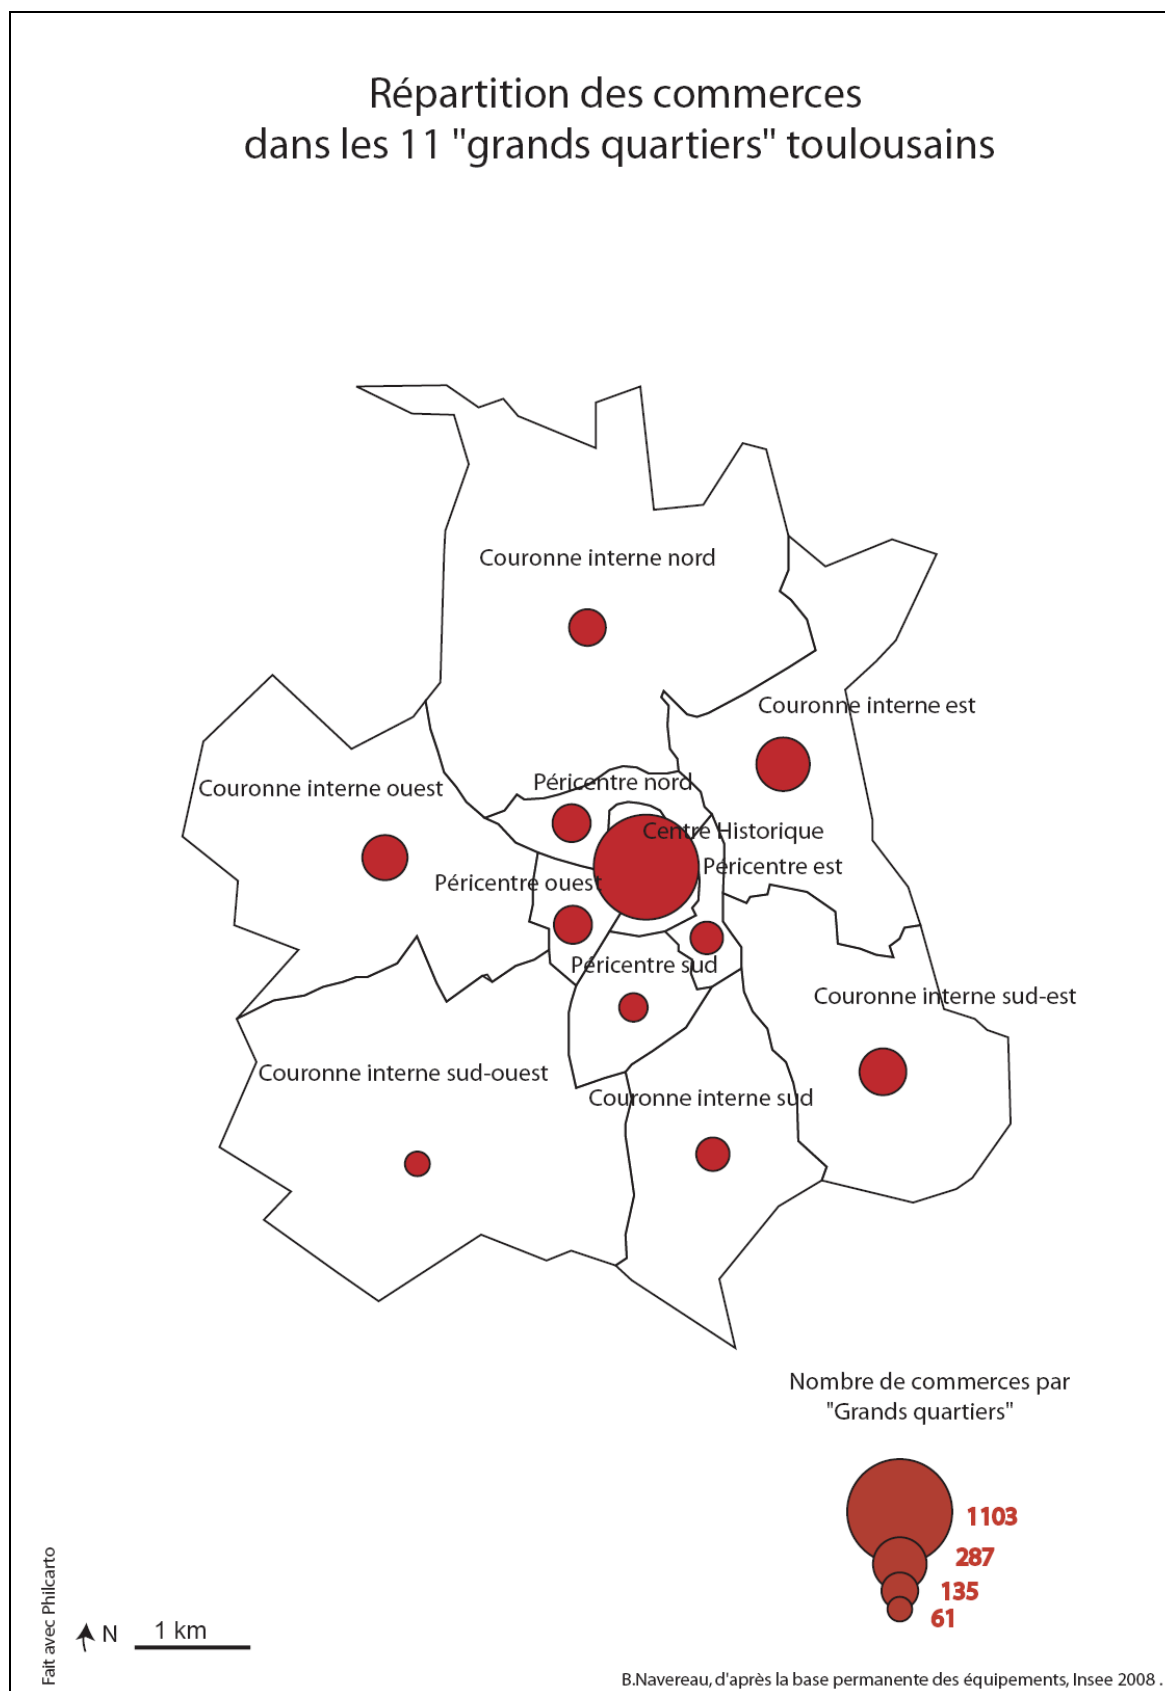 Répartition des commerces
dans les 11 "grands quartiers" toulousains
Couronne interne nord
Couronne interne est
Péricentre nord
Couronne interne ouest
Centre Historique
Péricentre est
Péricentre ouest
Péricentre sud
Couronne interne sud-est
Couronne interne sud-ouest
Couronne interne sud
Nombre de commerces par
"Grands quartiers"
1103
287
135
61
Fait avec Philcarto
N
1 km
B.Navereau, d'après la base permanente des équipements, Insee 2008 .